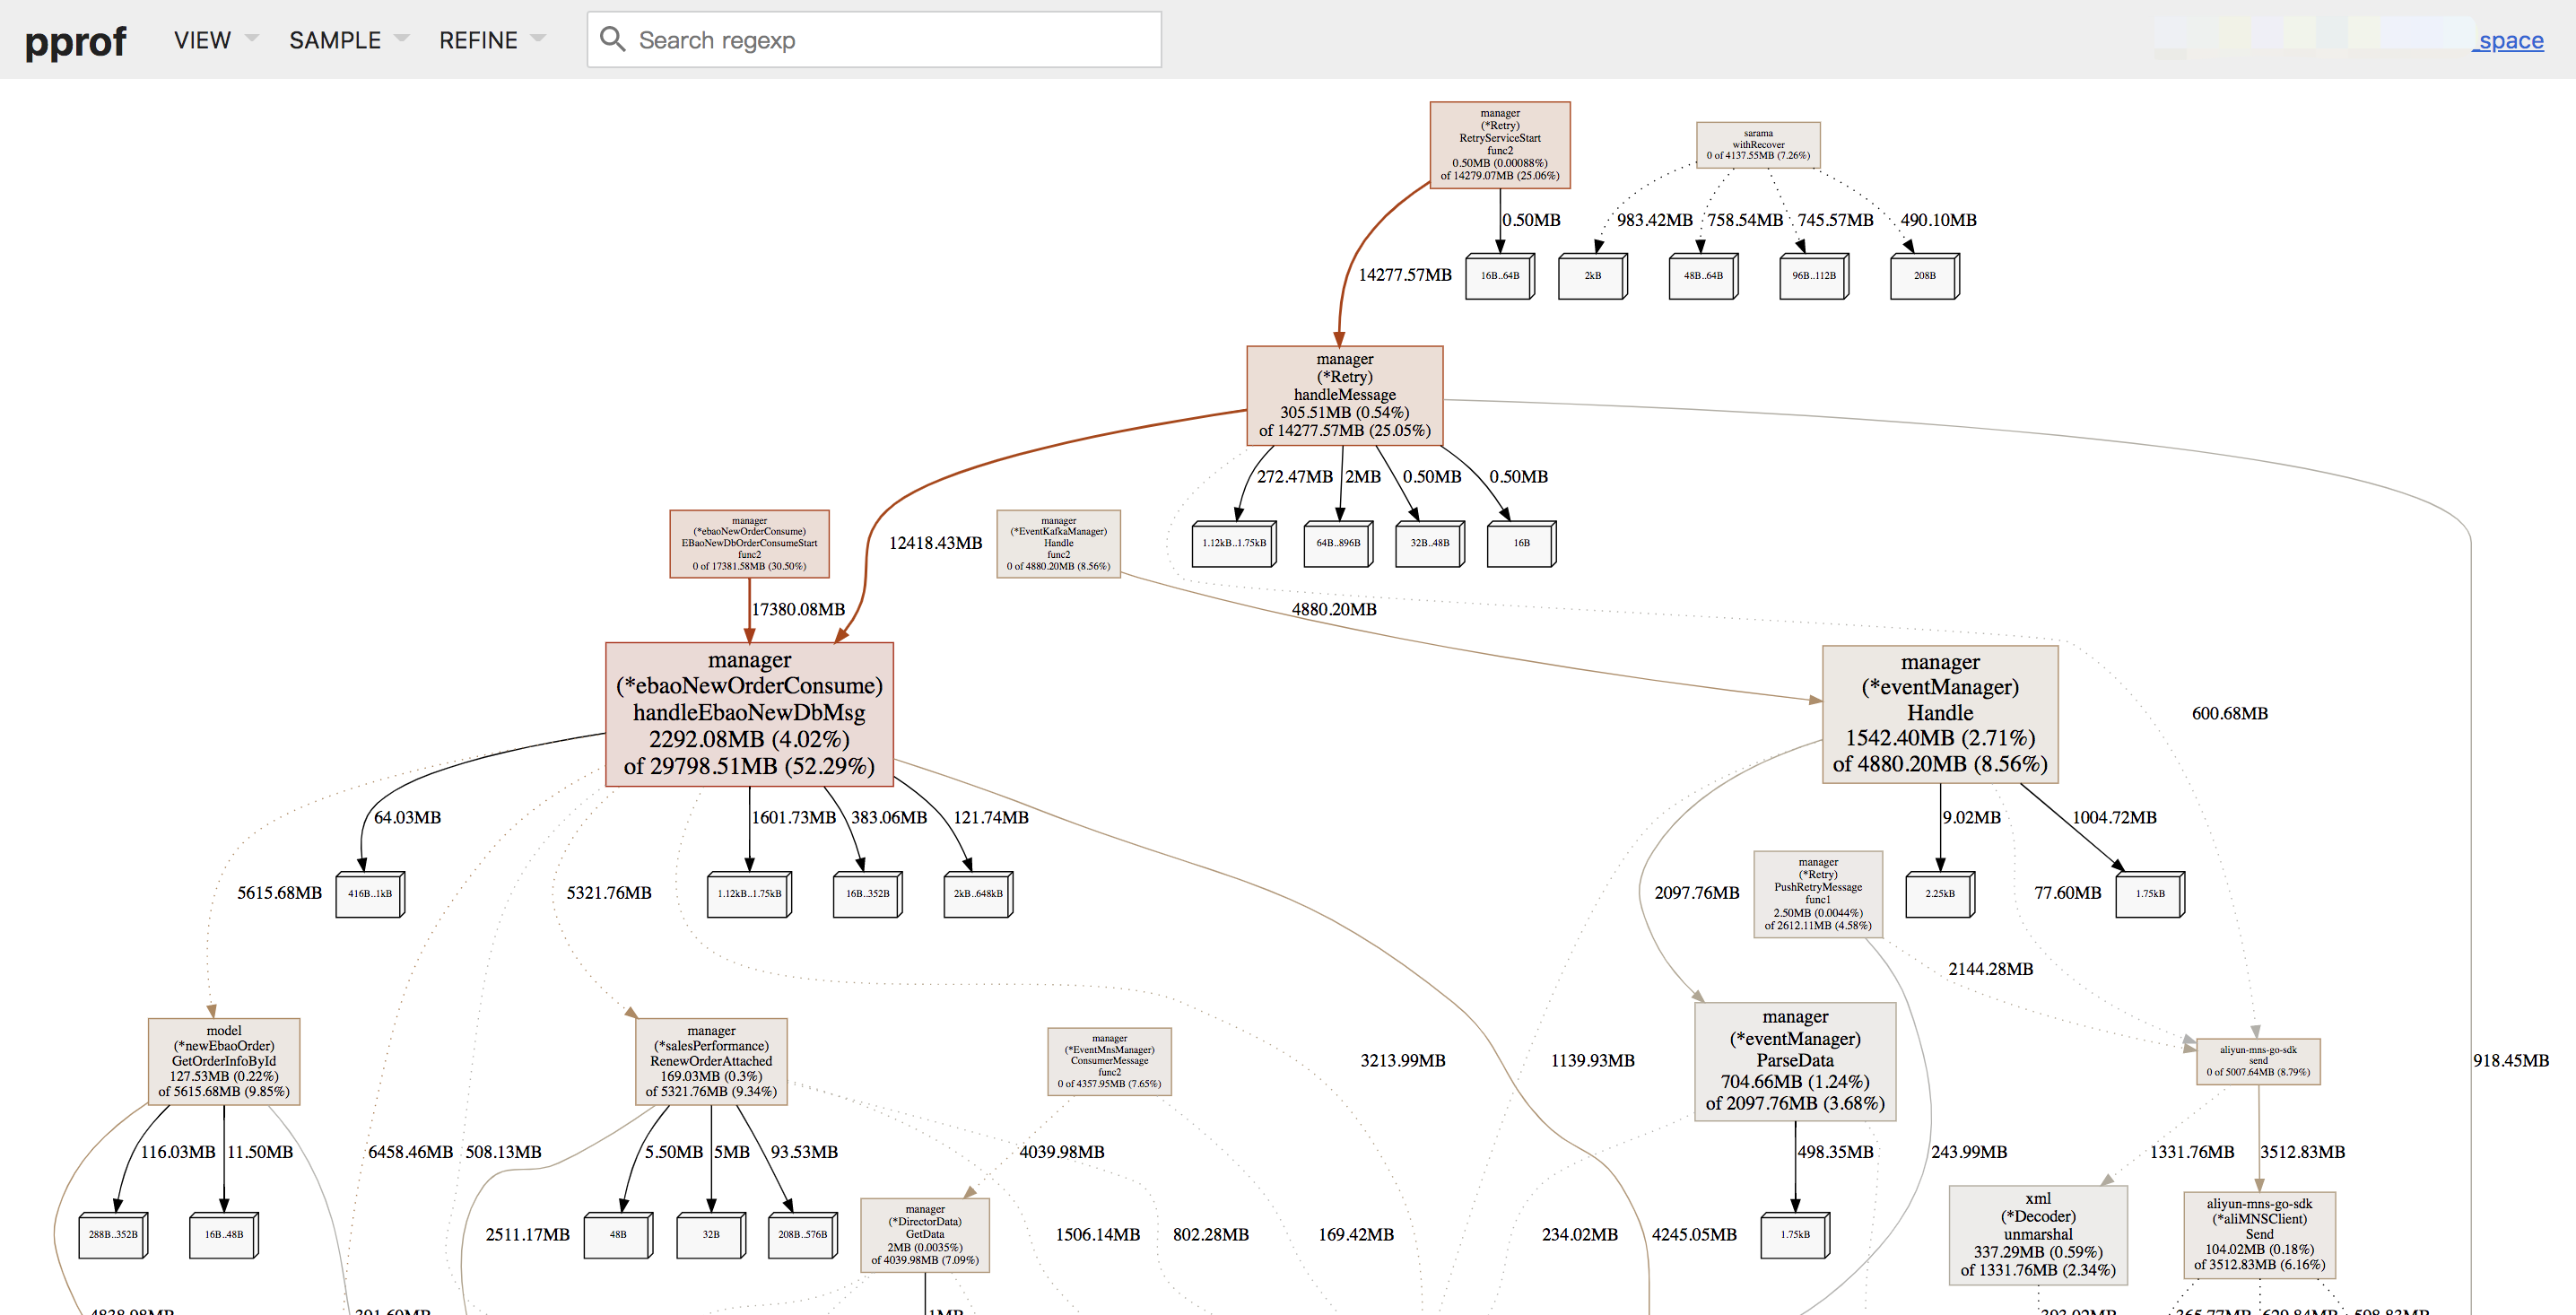 pprof
VIEW
SAMPLE
REFINE
Search regexp
_space
manager
(*Retry)
RetryServiceStart
func2
0.50MB (0.00088%)
of 14279.07MB (25.06%)
sarama
withRecover
0 of 4137.55MB (7.26%)
0.50MB
983.42MB
758.54MB
745.57MB
490.10MB
14277.57MB
16B..64B
2kB
48B..64B
96B..112B
208B
manager
(*Retry)
handleMessage
305.51MB (0.54%)
of 14277.57MB (25.05%)
272.47MB
2MB
0.50MB
0.50MB
manager
(*ebaoNewOrderConsume)
EBaoNewDbOrderConsumeStart
func2
0 of 17381.58MB (30.50%)
12418.43MB
manager
(*EventKafkaManager)
Handle
func2
0 of 4880.20MB (8.56%)
1.12kB..1.75kB
64B..896B
32B..48B
16B
17380.08MB
4880.20MB
manager
(*ebaoNewOrderConsume)
handleEbaoNewDbMsg
2292.08MB (4.02%)
of 29798.51MB (52.29%)
manager
(*eventManager)
Handle
1542.40MB (2.71%)
of 4880.20MB (8.56%)
600.68MB
64.03MB
1601.73MB
383.06MB
121.74MB
9.02MB
1004.72MB
5615.68MB
416B..1kB
5321.76MB
1.12kB..1.75kB
16B..352B
2kB..648kB
2097.76MB
manager
(*Retry)
PushRetryMessage
func1
2.50MB (0.0044%)
of 2612.11MB (4.58%)
2.25kB
77.60MB
1.75kB
2144.28MB
model
(*newEbaoOrder)
GetOrderInfoById
127.53MB (0.22%)
of 5615.68MB (9.85%)
manager
(*salesPerformance)
RenewOrderAttached
169.03MB (0.3%)
of 5321.76MB (9.34%)
manager
(*EventMnsManager)
ConsumerMessage
func2
0 of 4357.95MB (7.65%)
3213.99MB
1139.93MB
manager
(*eventManager)
ParseData
704.66MB (1.24%)
of 2097.76MB (3.68%)
aliyun-mns-go-sdk
send
0 of 5007.64MB (8.79%)
918.45MB
116.03MB
11.50MB
6458.46MB
508.13MB
5.50MB
5MB
93.53MB
4039.98MB
498.35MB
243.99MB
1331.76MB
3512.83MB
288B..352B
16B..48B
2511.17MB
48B
32B
208B..576B
manager
(*DirectorData)
GetData
2MB (0.0035%)
of 4039.98MB (7.09%)
1506.14MB
802.28MB
169.42MB
234.02MB
4245.05MB
1.75kB
xml
(*Decoder)
unmarshal
337.29MB (0.59%)
of 1331.76MB (2.34%)
aliyun-mns-go-sdk
(*aliMNSClient)
Send
104.02MB (0.18%)
of 3512.83MB (6.16%)
1MB